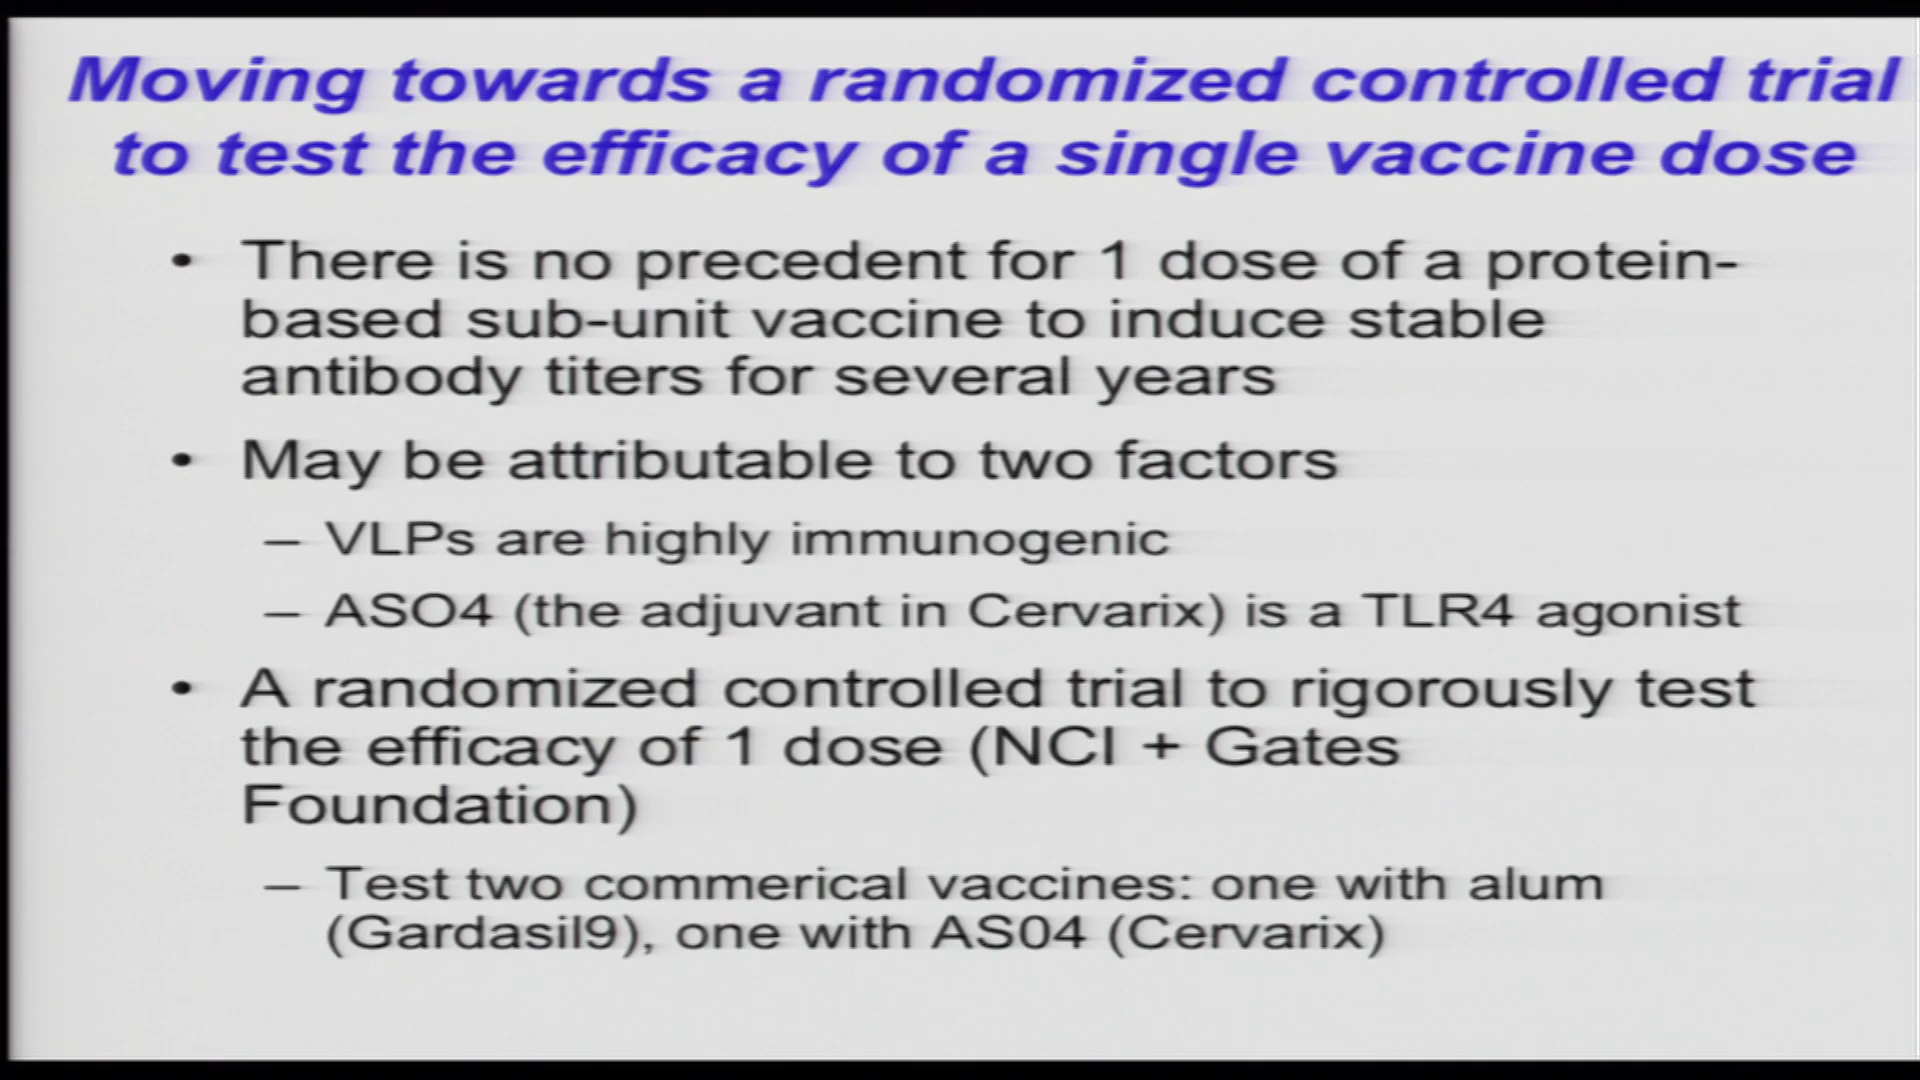 Moving towards a randomized controlled trial
to test the efficacy of a single vaccine dose
• There is no precedent for 1 dose of a protein-
based sub-unit vaccine to induce stable
antibody titers for several years
• May be attributable to two factors
– VLPs are highly immunogenic
– ASO4 (the adjuvant in Cervarix) is a TLR4 agonist
• A randomized controlled trial to rigorously test
the efficacy of 1 dose (NCI + Gates
Foundation)
– Test two commerical vaccines: one with alum
(Gardasil9), one with AS04 (Cervarix)